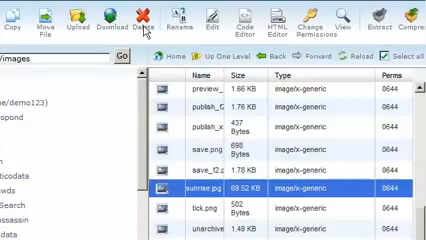 Copy Move File Upload Download Delete Rename Edit Code Editor HTML Editor Change Permissions View Extract Compre
/images Go Home Up One Level Back Forward Reload Select all
Name Size Type Perms
preview_ 1.66 KB image/x-generic 0644
e/demo123)
publish_f2 1.76 KB image/x-generic 0644
spond
publish_x 437 Bytes image/x-generic 0644
save.png 698 Bytes image/x-generic 0644
save_f2.p 1.78 KB image/x-generic 0644
ticodata
wds
sunrise.jpg 69.52 KB image/x-generic 0644
Search
tick.png 502 Bytes image/x-generic 0644
ossassin
unarchive 1.49 KB image/x-generic 0644
ydata